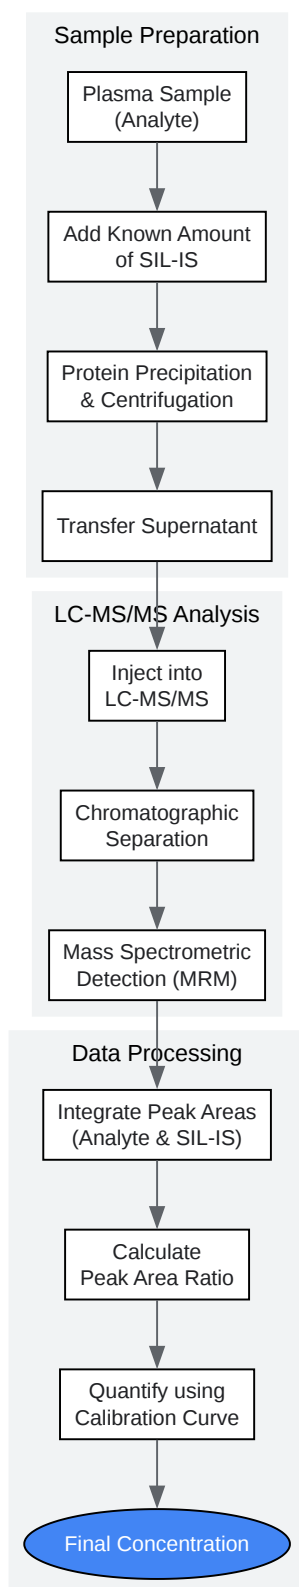 Sample Preparation
Plasma Sample
(Analyte)
Add Known Amount
of SIL-IS
Protein Precipitation
& Centrifugation
Transfer Supernatant
LC-MS/MS Analysis
Inject into
LC-MS/MS
Chromatographic
Separation
Mass Spectrometric
Detection (MRM)
Data Processing
Integrate Peak Areas
(Analyte & SIL-IS)
Calculate
Peak Area Ratio
Quantify using
Calibration Curve
Final Concentration